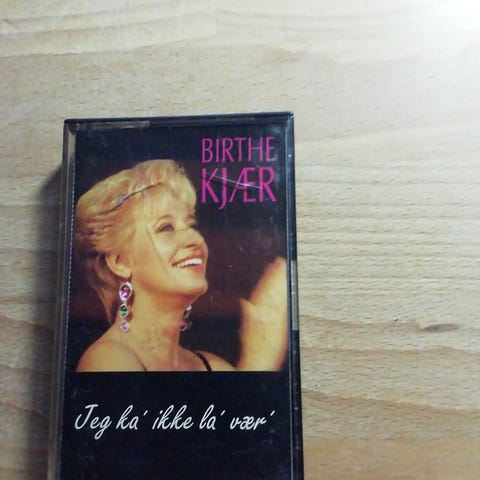 BIRTHE
KJÆR
Jeg ka' ikke la' vær'